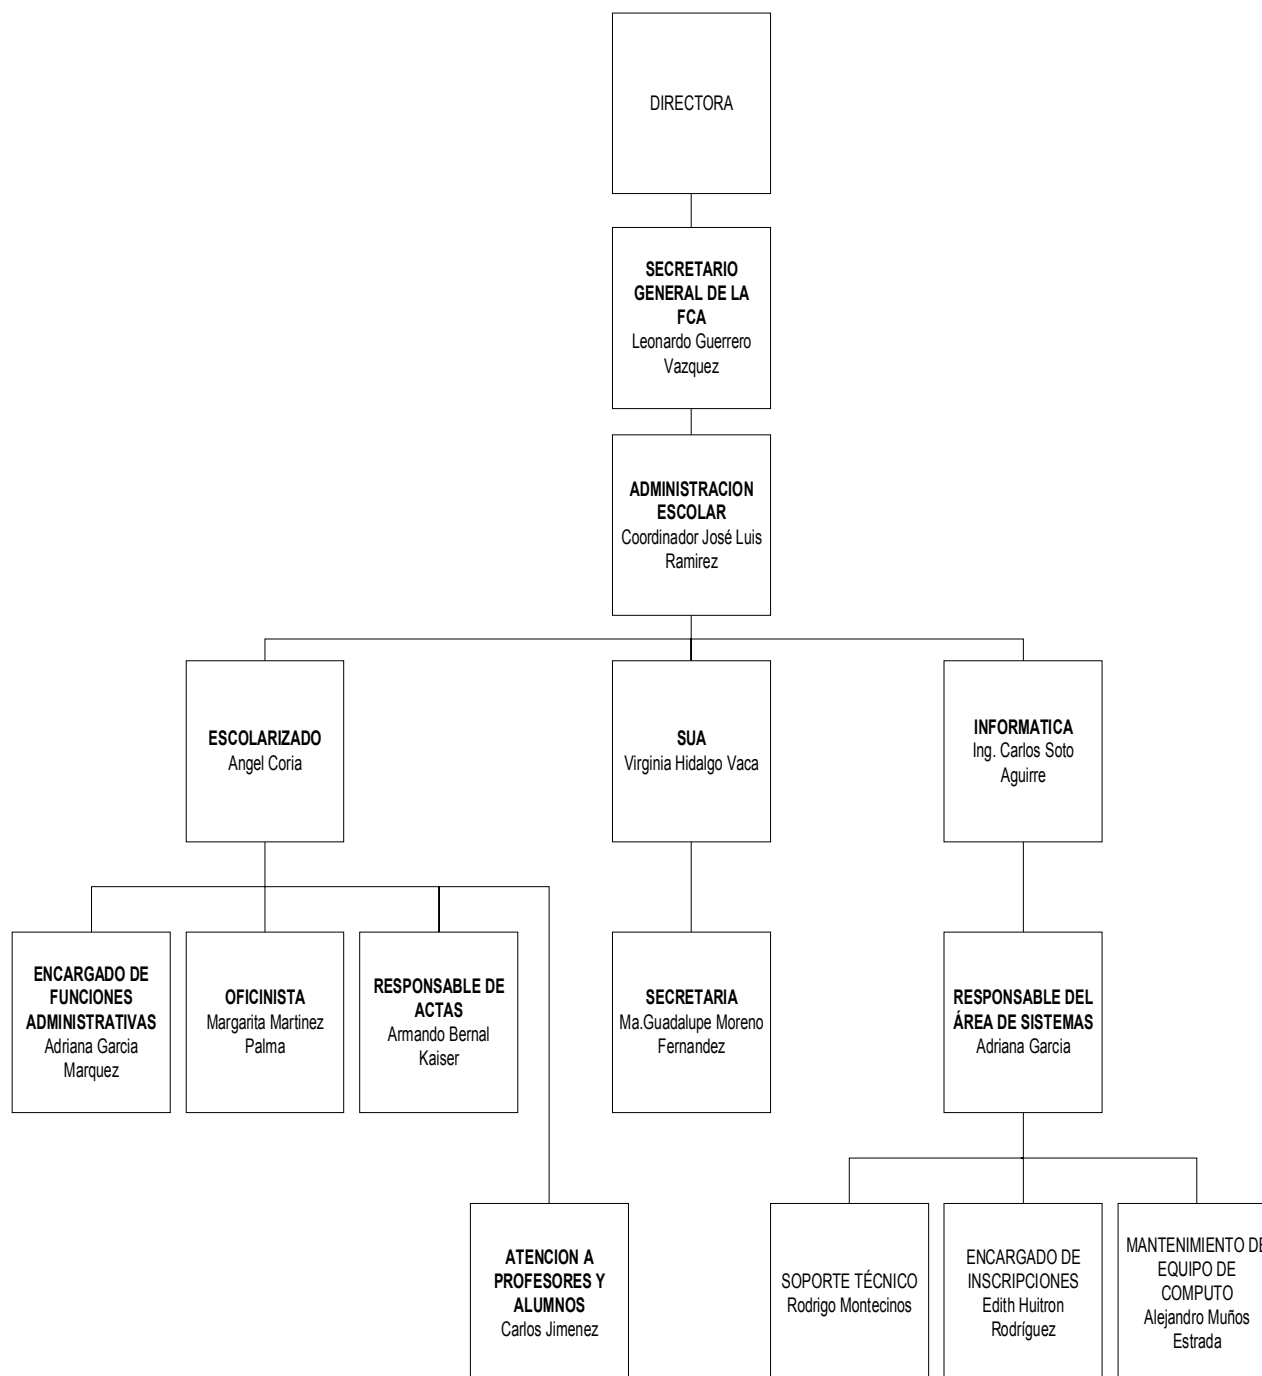 DIRECTORA
SECRETARIO
GENERAL DE LA
FCA
Leonardo Guerrero
Vazquez
ADMINISTRACION
ESCOLAR
Coordinador José Luis
Ramirez
ESCOLARIZADO
Angel Coria
SUA
Virginia Hidalgo Vaca
INFORMATICA
Ing. Carlos Soto
Aguirre
ENCARGADO DE
FUNCIONES
ADMINISTRATIVAS
Adriana Garcia
Marquez
OFICINISTA
Margarita Martinez
Palma
RESPONSABLE DE
ACTAS
Armando Bernal
Kaiser
SECRETARIA
Ma.Guadalupe Moreno
Fernandez
RESPONSABLE DEL
ÁREA DE SISTEMAS
Adriana Garcia
ATENCION A
PROFESORES Y
ALUMNOS
Carlos Jimenez
SOPORTE TÉCNICO
Rodrigo Montecinos
ENCARGADO DE
INSCRIPCIONES
Edith Huitron
Rodríguez
MANTENIMIENTO DE
EQUIPO DE
COMPUTO
Alejandro Muños
Estrada